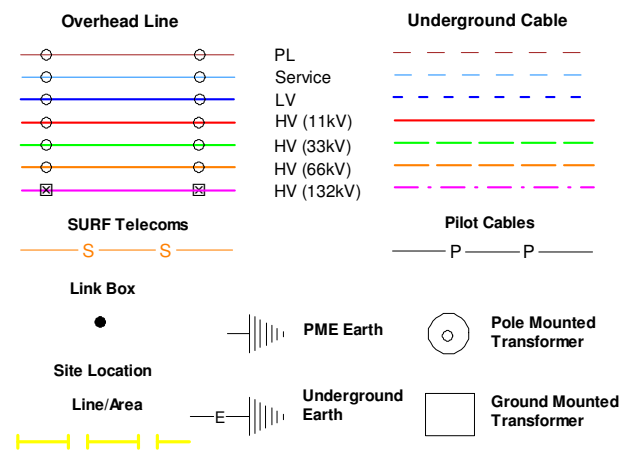 Overhead Line
Underground Cable
PL
Service
LV
HV (11kV)
HV (33kV)
HV (66kV)
HV (132kV)
SURF Telecoms
S S
Pilot Cables
P P
Link Box
PME Earth
Pole Mounted
Transformer
Site Location
Line/Area
E
Underground
Earth
Ground Mounted
Transformer